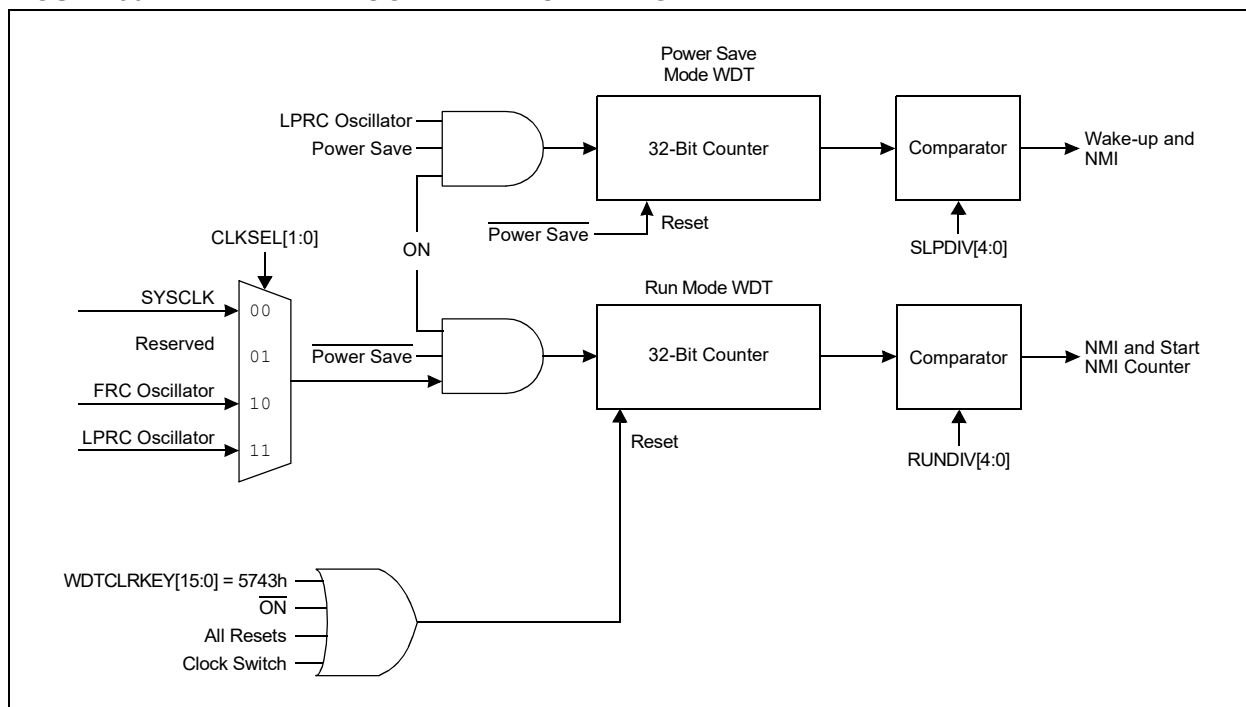 Power Save
Mode WDT
LPRC Oscillator
Power Save
32-Bit Counter
Comparator
Wake-up and
NMI
Power Save
Reset
SLPDIV[4:0]
CLKSEL[1:0]
ON
SYSCLK
00
Reserved
01
FRC Oscillator
10
LPRC Oscillator
11
Power Save
Run Mode WDT
32-Bit Counter
Comparator
NMI and Start
NMI Counter
Reset
RUNDIV[4:0]
WDTCLRKEY[15:0] = 5743h
ON
All Resets
Clock Switch